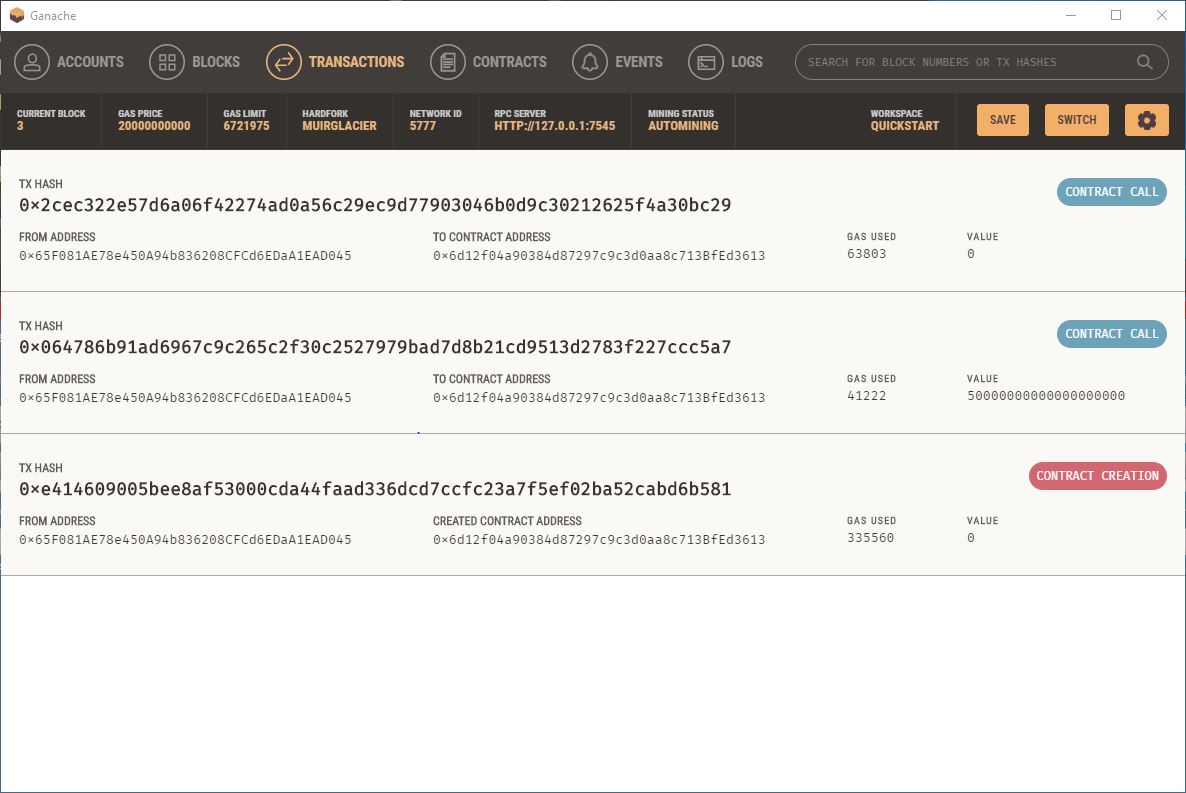 Ganache
ACCOUNTS BLOCKS TRANSACTIONS CONTRACTS EVENTS LOGS SEARCH FOR BLOCK NUMBERS OR TX HASHES
CURRENT BLOCK GAS PRICE GAS LIMIT HARDFORK NETWORK ID RPC SERVER MINING STATUS WORKSPACE
3 20000000000 6721975 MUIRGLACIER 5777 HTTP://127.0.0.1:7545 AUTOMINING QUICKSTART SAVE SWITCH
TX HASH
0×2cec322e57d6a06f42274ad0a56c29ec9d77903046b0d9c30212625f4a30bc29 CONTRACT CALL
FROM ADDRESS TO CONTRACT ADDRESS GAS USED VALUE
0×65F081AE78e450A94b836208CFCd6EDaA1EAD045 0×6d12f04a90384d87297c9c3d0aa8c713BfEd3613 63803 0
TX HASH
0×064786b91ad6967c9c265c2f30c2527979bad7d8b21cd9513d2783f227ccc5a7 CONTRACT CALL
FROM ADDRESS TO CONTRACT ADDRESS GAS USED VALUE
0×65F081AE78e450A94b836208CFCd6EDaA1EAD045 0×6d12f04a90384d87297c9c3d0aa8c713BfEd3613 41222 50000000000000000000
TX HASH
0×e414609005bee8af53000cda44faad336dcd7ccfc23a7f5ef02ba52cabd6b581 CONTRACT CREATION
FROM ADDRESS CREATED CONTRACT ADDRESS GAS USED VALUE
0×65F081AE78e450A94b836208CFCd6EDaA1EAD045 0×6d12f04a90384d87297c9c3d0aa8c713BfEd3613 335560 0